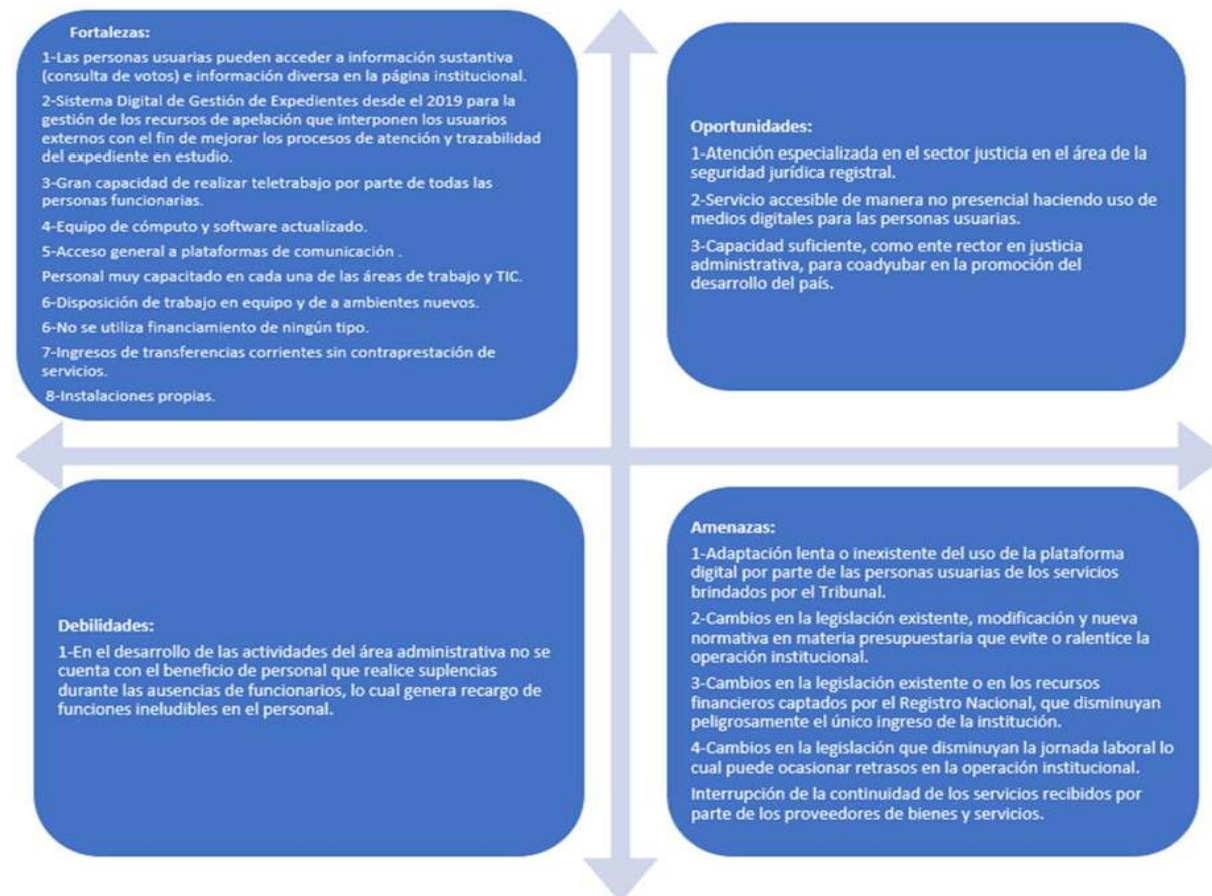 Fortalezas:
1-Las personas usuarias pueden acceder a información sustantiva
(consulta de votos) e información diversa en la página institucional.
2-Sistema Digital de Gestión de Expedientes desde el 2019 para la
gestión de los recursos de apelación que interponen los usuarios
externos con el fin de mejorar los procesos de atención y trazabilidad
del expediente en estudio.
3-Gran capacidad de realizar teletrabajo por parte de todas las
personas funcionarias.
4-Equipo de cómputo y software actualizado.
5-Acceso general a plataformas de comunicación .
Personal muy capacitado en cada una de las áreas de trabajo y TIC.
6-Disposición de trabajo en equipo y de a ambientes nuevos.
6-No se utiliza financiamiento de ningún tipo.
7-Ingresos de transferencias corrientes sin contraprestación de
servicios.
8-Instalaciones propias.
Oportunidades:
1-Atención especializada en el sector justicia en el área de la
seguridad jurídica registral.
2-Servicio accesible de manera no presencial haciendo uso de
medios digitales para las personas usuarias.
3-Capacidad suficiente, como ente rector en justicia
administrativa, para coadyubar en la promoción del
desarrollo del país.
Debilidades:
1-En el desarrollo de las actividades del área administrativa no se
cuenta con el beneficio de personal que realice suplencias
durante las ausencias de funcionarios, lo cual genera recargo de
funciones ineludibles en el personal.
Amenazas:
1-Adaptación lenta o inexistente del uso de la plataforma
digital por parte de las personas usuarias de los servicios
brindados por el Tribunal.
2-Cambios en la legislación existente, modificación y nueva
normativa en materia presupuestaria que evite o ralentice la
operación institucional.
3-Cambios en la legislación existente o en los recursos
financieros captados por el Registro Nacional, que disminuyan
peligrosamente el único ingreso de la institución.
4-Cambios en la legislación que disminuyan la jornada laboral lo
cual puede ocasionar retrasos en la operación institucional.
Interrupción de la continuidad de los servicios recibidos por
parte de los proveedores de bienes y servicios.